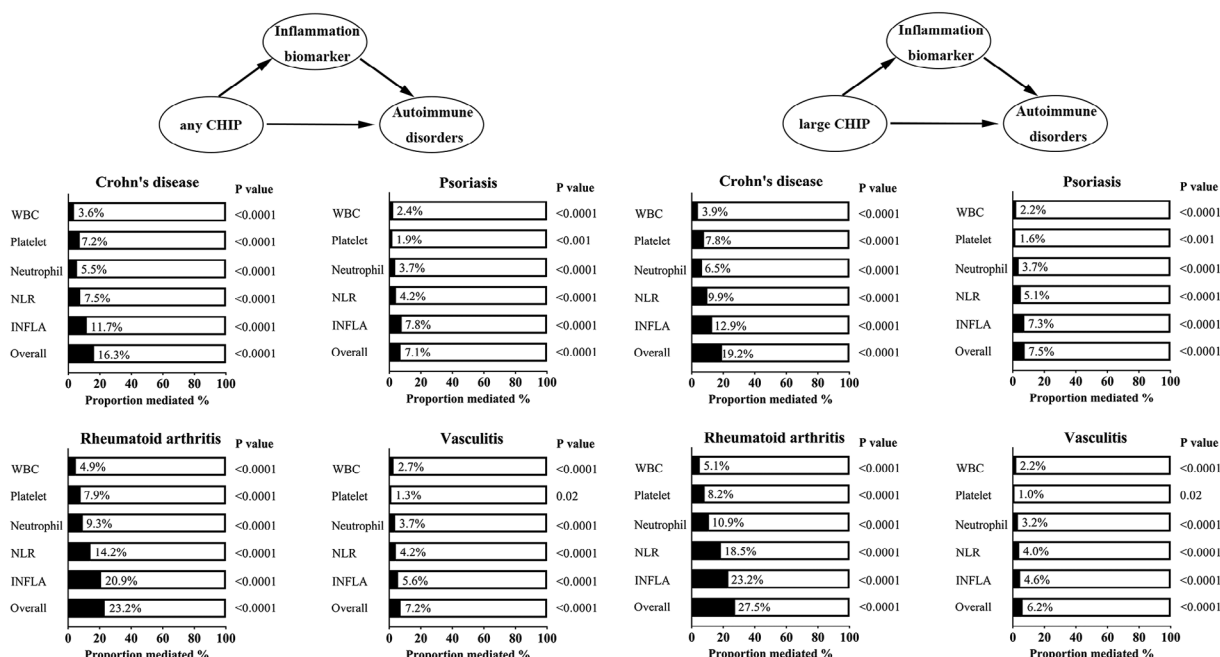 Inflammation
biomarker
any CHIP
Autoimmune
disorders
Crohn's disease P value
WBC 3.6% <0.0001
Platelet 7.2% <0.0001
Neutrophil 5.5% <0.0001
NLR 7.5% <0.0001
INFLA 11.7% <0.0001
Overall 16.3% <0.0001
0 20 40 60 80 100
Proportion mediated %
Psoriasis P value
WBC 2.4% <0.0001
Platelet 1.9% <0.001
Neutrophil 3.7% <0.0001
NLR 4.2% <0.0001
INFLA 7.8% <0.0001
Overall 7.1% <0.0001
0 20 40 60 80 100
Proportion mediated %
Rheumatoid arthritis P value
WBC 4.9% <0.0001
Platelet 7.9% <0.0001
Neutrophil 9.3% <0.0001
NLR 14.2% <0.0001
INFLA 20.9% <0.0001
Overall 23.2% <0.0001
0 20 40 60 80 100
Proportion mediated %
Vasculitis P value
WBC 2.7% <0.0001
Platelet 1.3% 0.02
Neutrophil 3.7% <0.0001
NLR 4.2% <0.0001
INFLA 5.6% <0.0001
Overall 7.2% <0.0001
0 20 40 60 80 100
Proportion mediated %
Inflammation
biomarker
large CHIP
Autoimmune
disorders
Crohn's disease P value
WBC 3.9% <0.0001
Platelet 7.8% <0.0001
Neutrophil 6.5% <0.0001
NLR 9.9% <0.0001
INFLA 12.9% <0.0001
Overall 19.2% <0.0001
0 20 40 60 80 100
Proportion mediated %
Psoriasis P value
WBC 2.2% <0.0001
Platelet 1.6% <0.001
Neutrophil 3.7% <0.0001
NLR 5.1% <0.0001
INFLA 7.3% <0.0001
Overall 7.5% <0.0001
0 20 40 60 80 100
Proportion mediated %
Rheumatoid arthritis P value
WBC 5.1% <0.0001
Platelet 8.2% <0.0001
Neutrophil 10.9% <0.0001
NLR 18.5% <0.0001
INFLA 23.2% <0.0001
Overall 27.5% <0.0001
0 20 40 60 80 100
Proportion mediated %
Vasculitis P value
WBC 2.2% <0.0001
Platelet 1.0% 0.02
Neutrophil 3.2% <0.0001
NLR 4.0% <0.0001
INFLA 4.6% <0.0001
Overall 6.2% <0.0001
0 20 40 60 80 100
Proportion mediated %